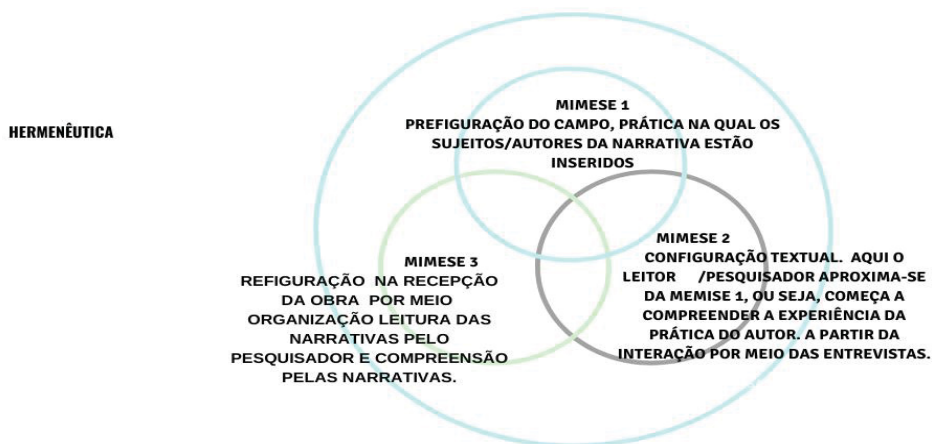 HERMENÊUTICA
MIMESE 1
PREFIGURAÇÃO DO CAMPO, PRÁTICA NA QUAL OS
SUJEITOS/AUTORES DA NARRATIVA ESTÃO
INSERIDOS
MIMESE 2
CONFIGURAÇÃO TEXTUAL. AQUI O
LEITOR /PESQUISADOR APROXIMA-SE
DA MEMISE 1, OU SEJA, COMEÇA A
COMPREENDER A EXPERIÊNCIA DA
PRÁTICA DO AUTOR. A PARTIR DA
INTERAÇÃO POR MEIO DAS ENTREVISTAS.
MIMESE 3
REFIGURAÇÃO NA RECEPÇÃO
DA OBRA POR MEIO
ORGANIZAÇÃO LEITURA DAS
NARRATIVAS PELO
PESQUISADOR E COMPREENSÃO
PELAS NARRATIVAS.